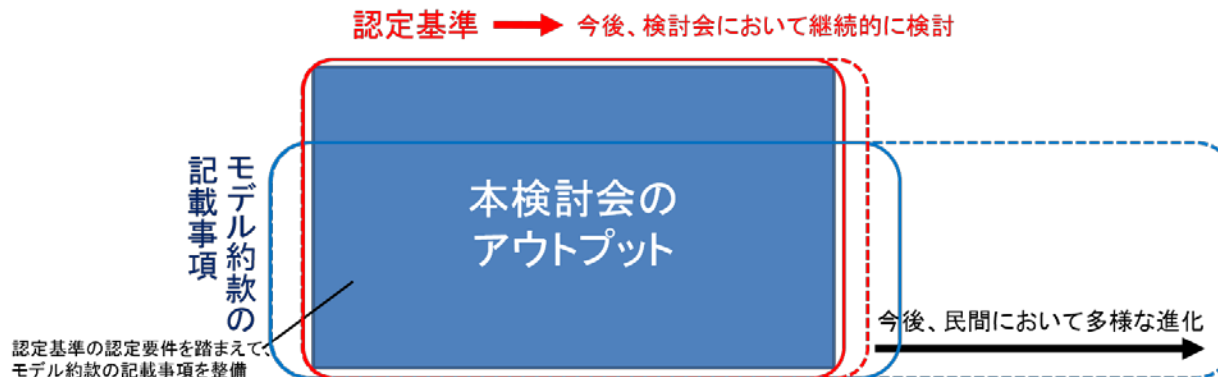 認定基準
今後、検討会において継続的に検討
モデル約款の
記載事項
本検討会の
アウトプット
今後、民間において多様な進化
認定基準の認定要件を踏まえて、
モデル約款の記載事項を整備